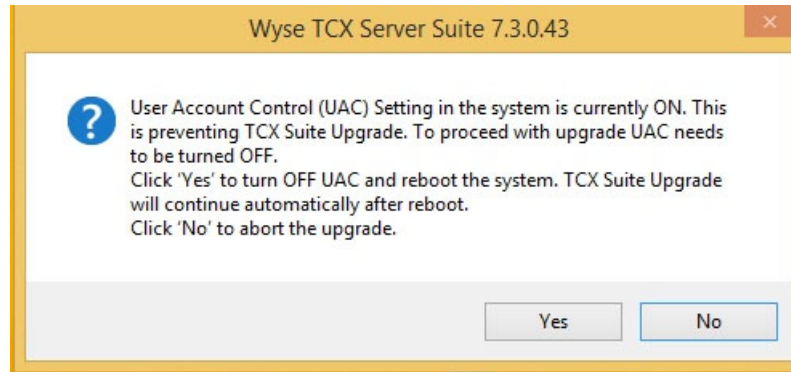 Wyse TCX Server Suite 7.3.0.43
User Account Control (UAC) Setting in the system is currently ON. This
is preventing TCX Suite Upgrade. To proceed with upgrade UAC needs
to be turned OFF.
Click 'Yes' to turn OFF UAC and reboot the system. TCX Suite Upgrade
will continue automatically after reboot.
Click 'No' to abort the upgrade.
Yes
No